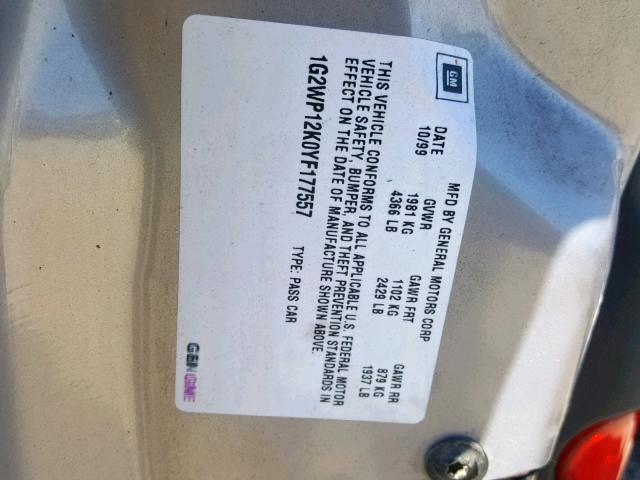 GM
MFD BY GENERAL MOTORS CORP
DATE GVWR GAWR FRT GAWR RR
10/99 1981 KG 1102 KG 879 KG
4366 LB 2429 LB 1937 LB
THIS VEHICLE CONFORMS TO ALL APPLICABLE U.S. FEDERAL MOTOR
VEHICLE SAFETY, BUMPER, AND THEFT PREVENTION STANDARDS IN
EFFECT ON THE DATE OF MANUFACTURE SHOWN ABOVE.
1G2WP12K0YF177557 TYPE: PASS CAR